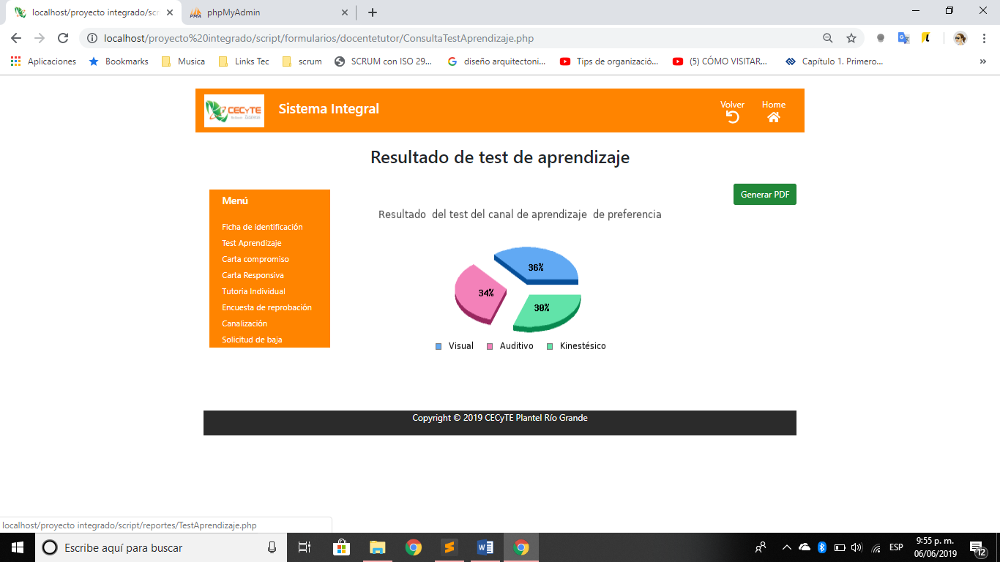 localhost/proyecto integrado/scr
phpMyAdmin
localhost/proyecto%20integrado/script/formularios/docentetutor/ConsultaTestAprendizaje.php
Aplicaciones
Bookmarks
Musica
Links Tec
scrum
SCRUM con ISO 29...
diseño arquitectoni...
Tips de organizació...
(5) CÓMO VISITAR...
Capítulo 1. Primero...
»
CECyTE
Sistema Integral
Volver
Home
Resultado de test de aprendizaje
Generar PDF
Menú
Ficha de identificación
Test Aprendizaje
Carta compromiso
Carta Responsiva
Tutoria Individual
Encuesta de reprobación
Canalización
Solicitud de baja
Resultado  del test del canal de aprendizaje  de preferencia
36%
34%
30%
Visual
Auditivo
Kinestésico
Copyright © 2019 CECyTE Plantel Río Grande
localhost/proyecto integrado/script/reportes/TestAprendizaje.php
Escribe aquí para buscar
ESP
9:55 p. m.
06/06/2019
12